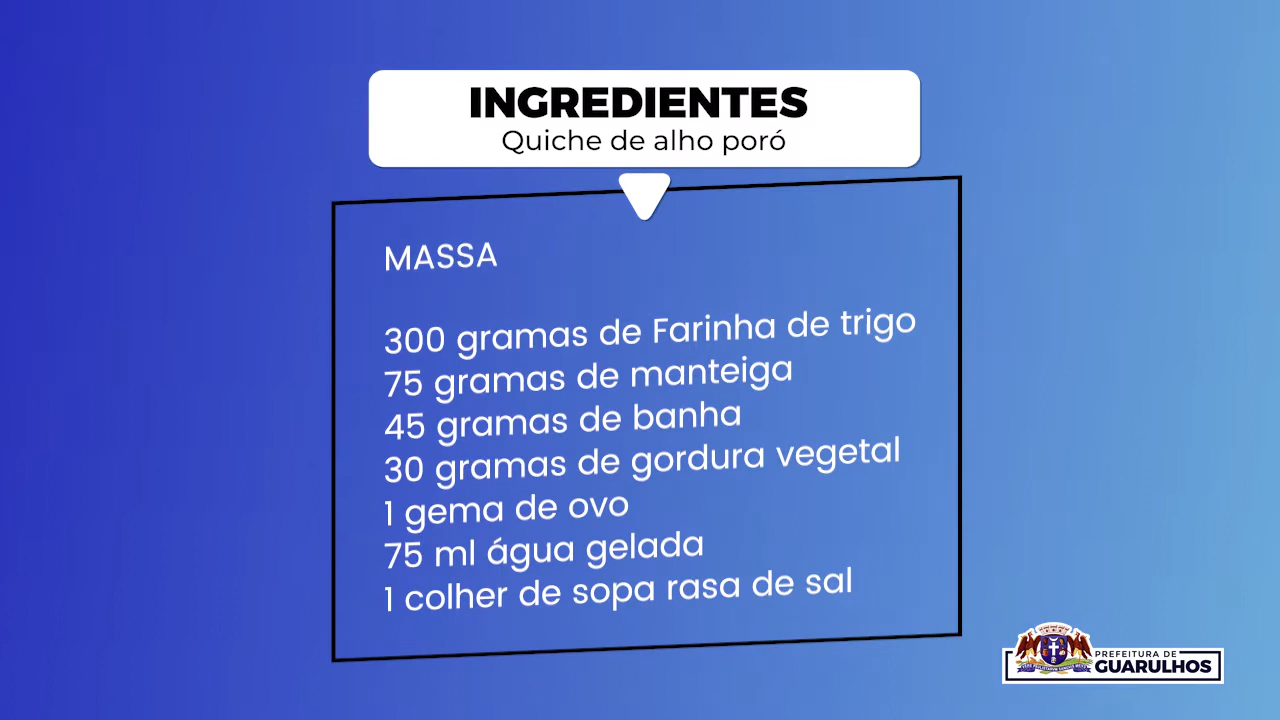 INGREDIENTES
Quiche de alho poró
MASSA
300 gramas de Farinha de trigo
75 gramas de manteiga
45 gramas de banha
30 gramas de gordura vegetal
1 gema de ovo
75 ml água gelada
1 colher de sopa rasa de sal
PREFEITURA DE
GUARULHOS